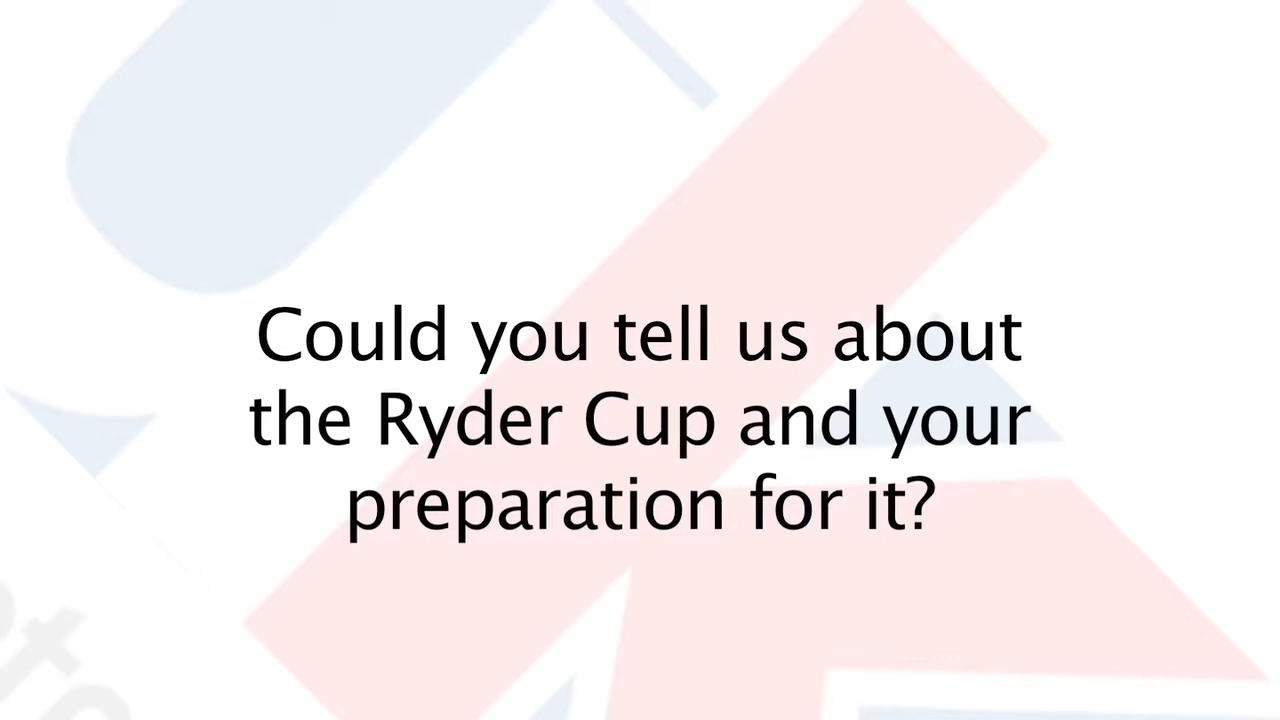 Could you tell us about
the Ryder Cup and your
preparation for it?